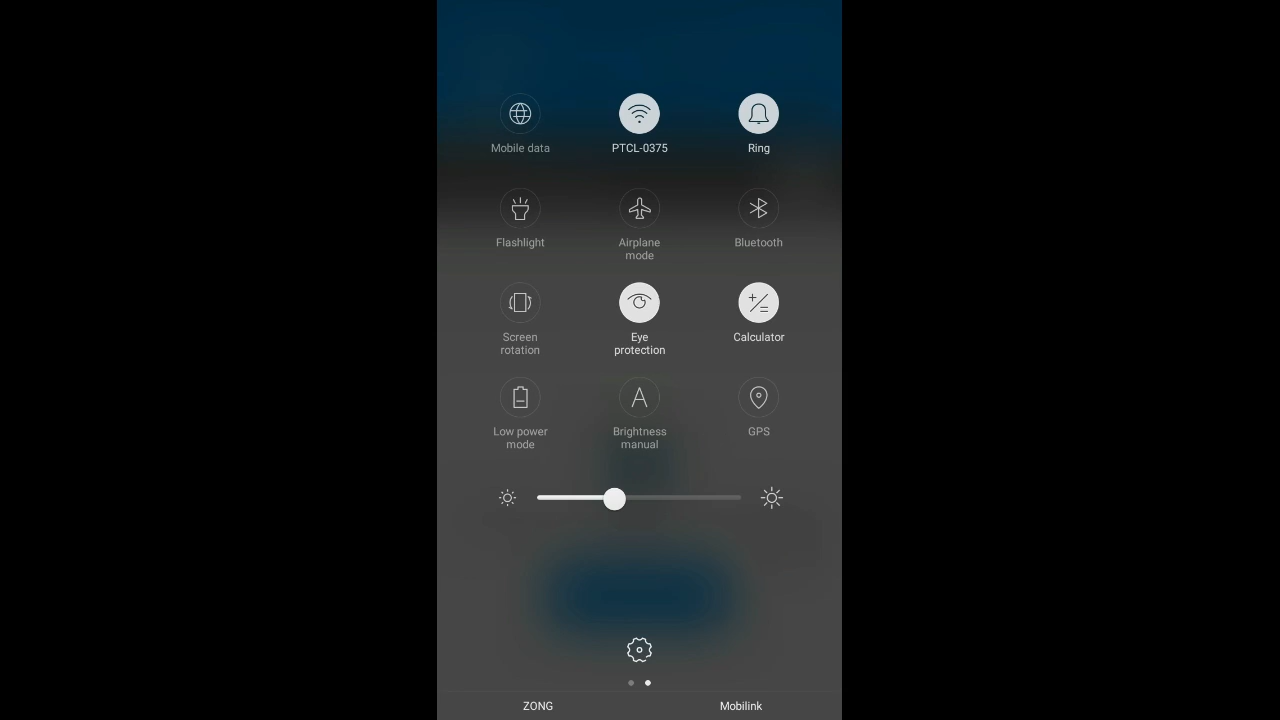 Mobile data
PTCL-0375
Ring
Flashlight
Airplane
mode
Bluetooth
Screen
rotation
Eye
protection
Calculator
Low power
mode
Brightness
manual
GPS
ZONG
Mobilink